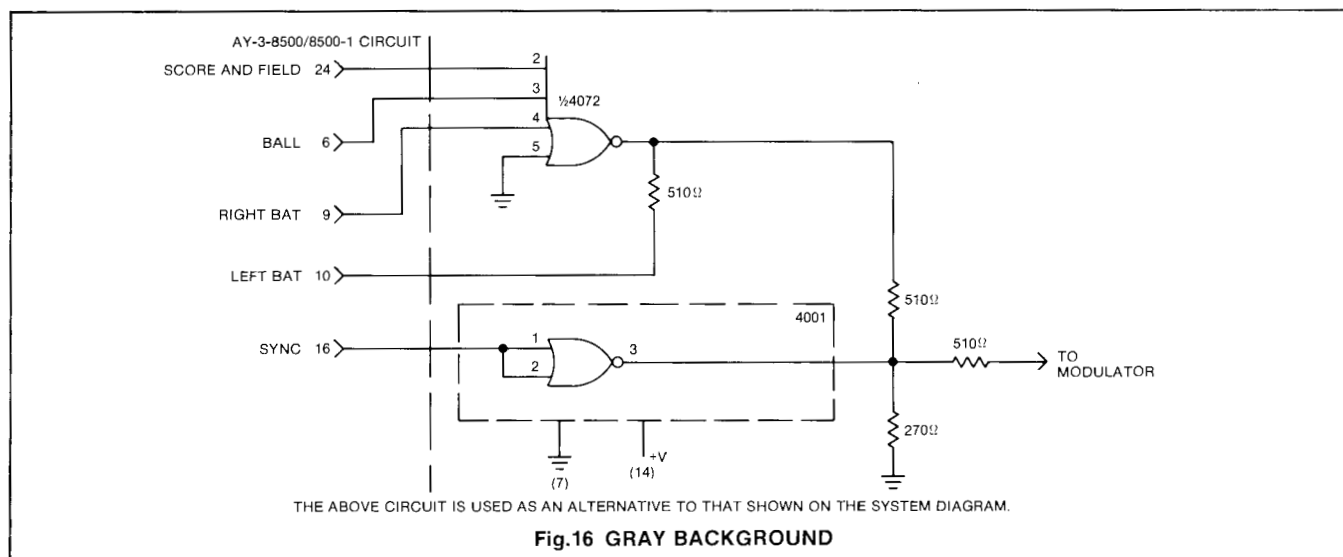 AY-3-8500/8500-1 CIRCUIT
SCORE AND FIELD 24
2
3
½4072
BALL 6
4
5
510Ω
RIGHT BAT 9
LEFT BAT 10
510Ω
4001
SYNC 16
1
2
3
510Ω
TO
MODULATOR
270Ω
+V
(7)
(14)
THE ABOVE CIRCUIT IS USED AS AN ALTERNATIVE TO THAT SHOWN ON THE SYSTEM DIAGRAM.
Fig.16 GRAY BACKGROUND